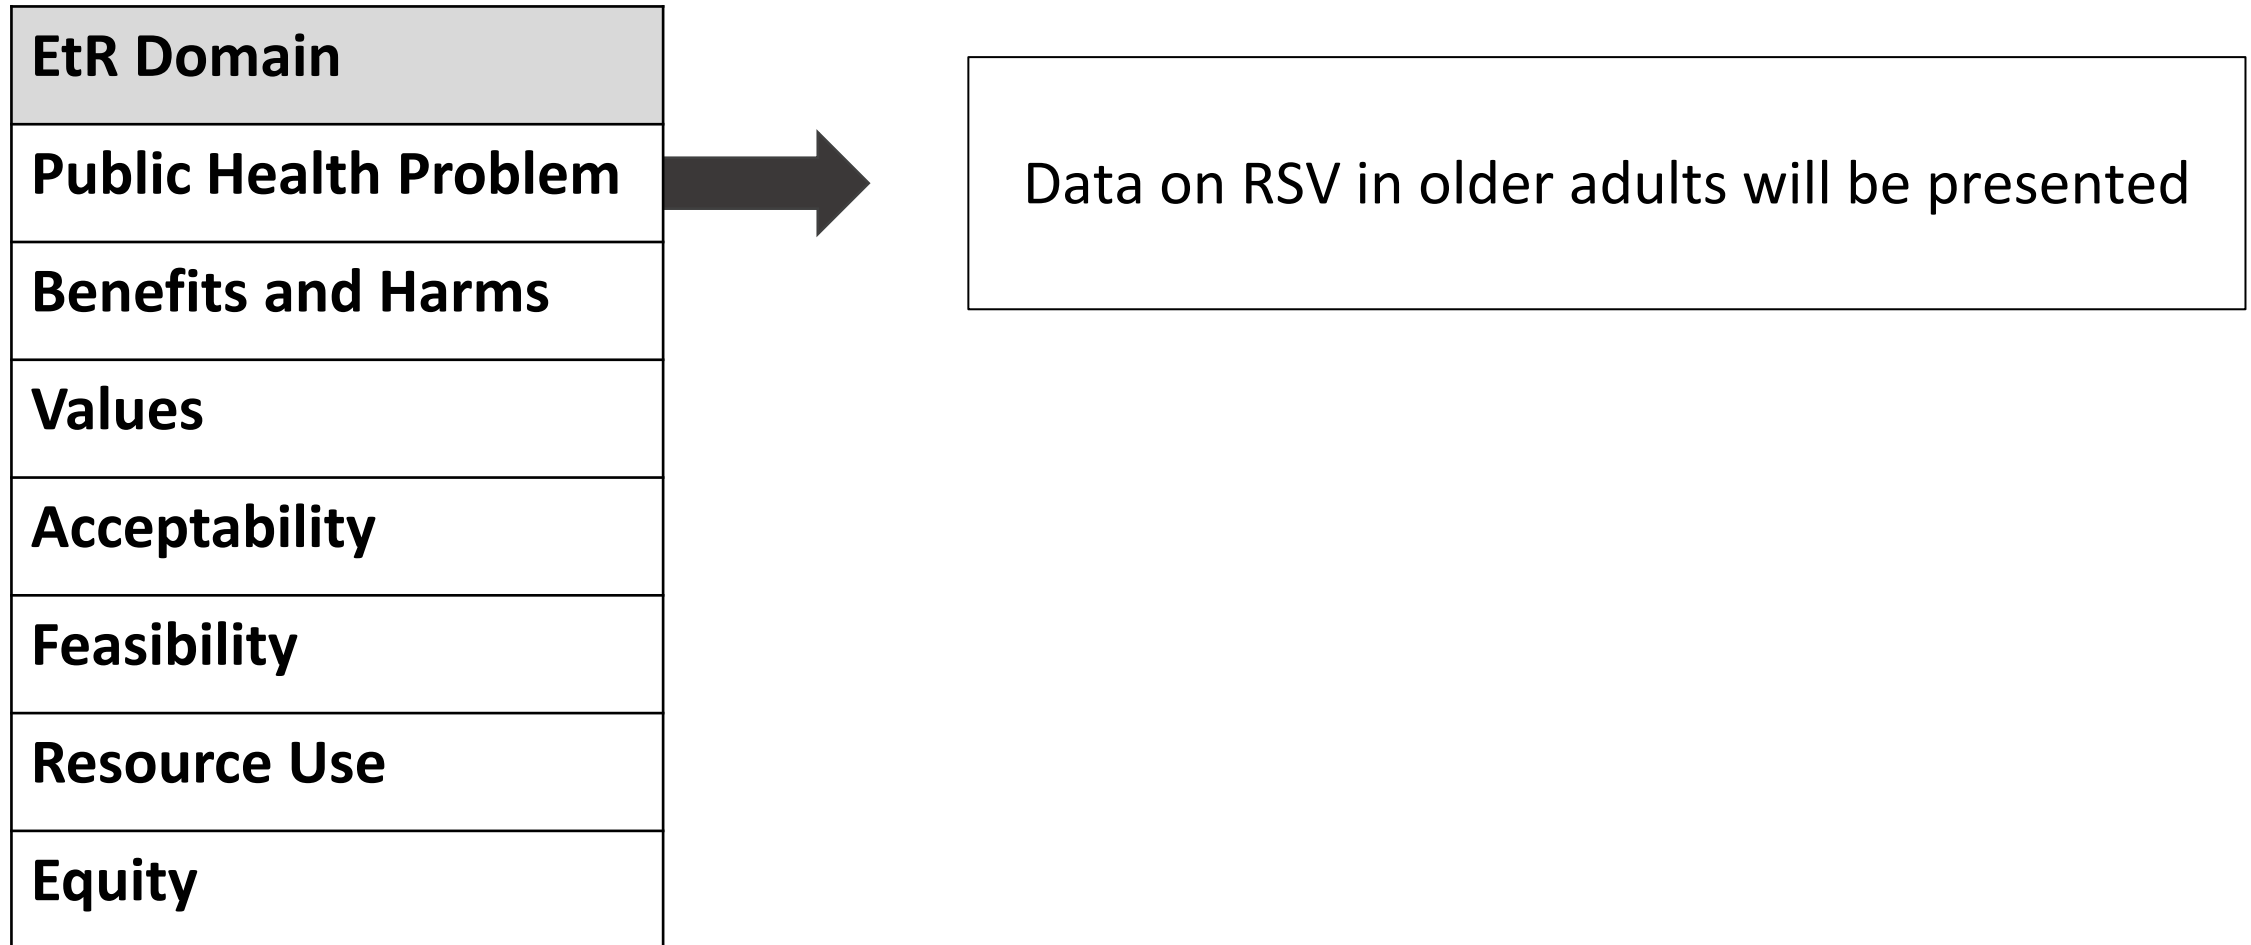 EtR Domain
Public Health Problem
Data on RSV in older adults will be presented
Benefits and Harms
Values
Acceptability
Feasibility
Resource Use
Equity